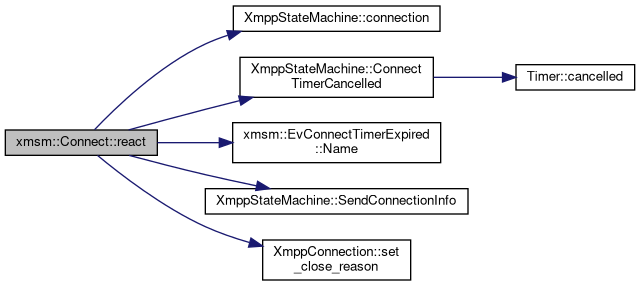 XmppStateMachine::connection
XmppStateMachine::Connect
TimerCancelled
Timer::cancelled
xmsm::Connect::react
xmsm::EvConnectTimerExpired
::Name
XmppStateMachine::SendConnectionInfo
XmppConnection::set
_close_reason